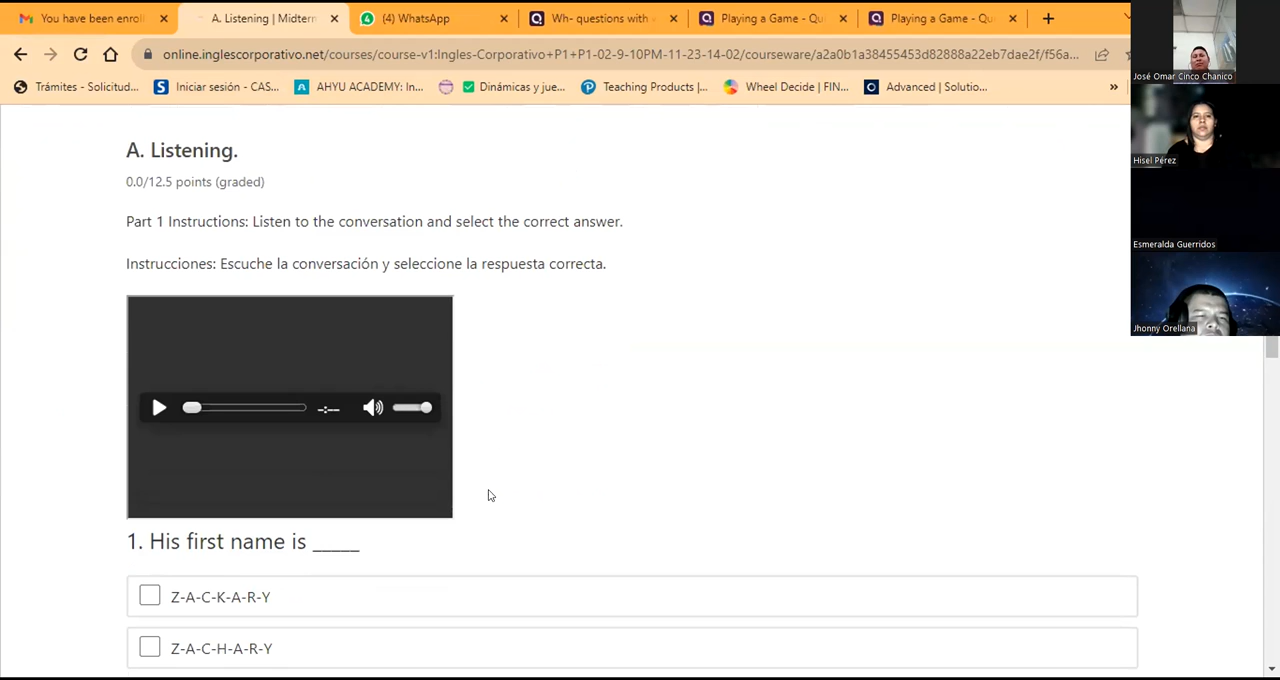 You have been enrol
A. Listening | Midterm
(4) WhatsApp
Wh- questions with
Playing a Game - Qu
Playing a Game - Qu
online.inglescorporativo.net/courses/course-v1:Ingles-Corporativo+P1+P1-02-9-10PM-11-23-14-02/courseware/a2a0b1a38455453d82888a22eb7dae2f/f56a...
Trámites - Solicitud...
Iniciar sesión - CAS...
AHYU ACADEMY: In...
Dinámicas y jue...
Teaching Products |...
Wheel Decide | FIN...
Advanced | Solutio...
»
José Omar Cinco Chanico
Hisel Pérez
Esmeralda Guerridos
Jhonny Orellana
A. Listening.
0.0/12.5 points (graded)
Part 1 Instructions: Listen to the conversation and select the correct answer.
Instrucciones: Escuche la conversación y seleccione la respuesta correcta.
-:--
1. His first name is _____
Z-A-C-K-A-R-Y
Z-A-C-H-A-R-Y